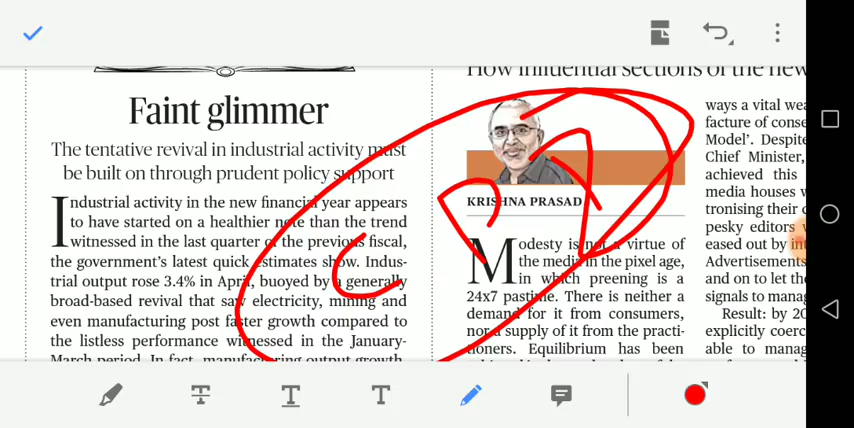 Faint glimmer
The tentative revival in industrial activity must
be built on through prudent policy support
Industrial activity in the new financial year appears
to have started on a healthier note than the trend
witnessed in the last quarter of the previous fiscal,
the government's latest quick estimates show. Indus-
trial output rose 3.4% in April, buoyed by a generally
broad-based revival that saw electricity, mining and
even manufacturing post faster growth compared to
the listless performance witnessed in the January-
March period. In fact, manufacturing output growth,
How influential sections of the new
KRISHNA PRASAD
Modesty is not a virtue of
the media in the pixel age,
in which preening is a
24x7 pastime. There is neither a
demand for it from consumers,
nor a supply of it from the practi-
tioners. Equilibrium has been
ways a vital wea
facture of conse
Model'. Despite
Chief Minister,
achieved this
media houses w
tronising their
pesky editors
eased out by
Advertisements
and on to let the
signals to manag
Result: by 20
explicitly coerc
able to manag
T
T
T